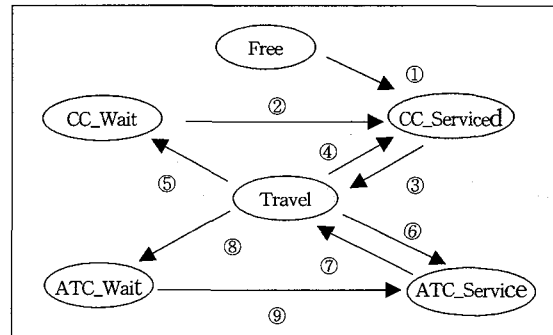 Free
①
CC_Wait
②
CC_Serviced
④
③
⑤
Travel
⑥
⑧
⑦
ATC_Wait
ATC_Service
⑨